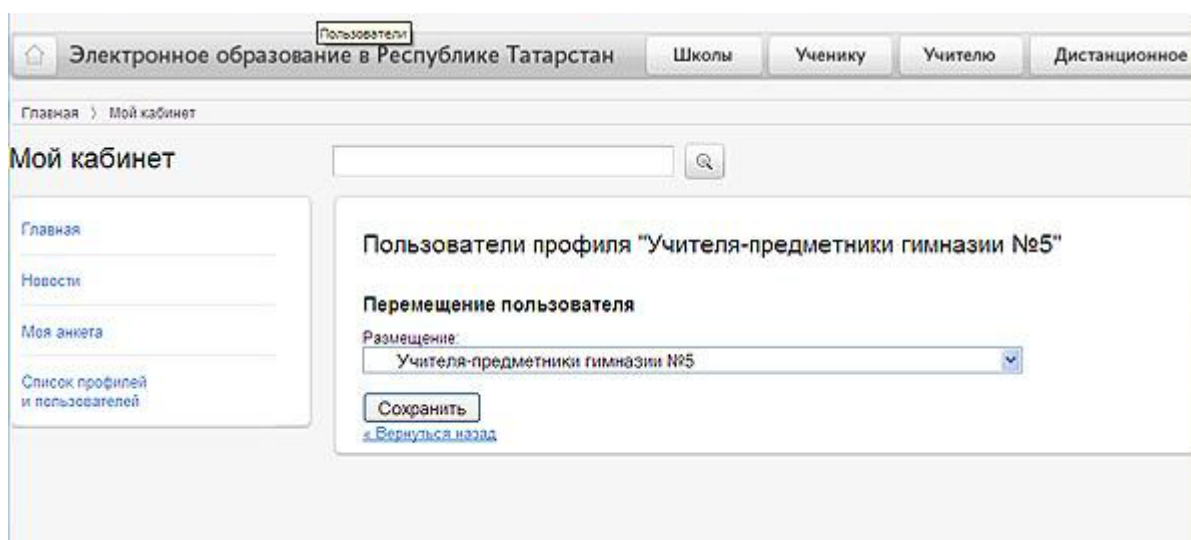 Пользователи
Электронное образование в Республике Татарстан
Школы
Ученику
Учителю
Дистанционное
Главная > Мой кабинет
Мой кабинет
Главная
Новости
Моя анкета
Список профилей
и пользователей
Пользователи профиля "Учителя-предметники гимназии №5"
Перемещение пользователя
Размещение:
Учителя-предметники гимназии №5
Сохранить
« Вернуться назад